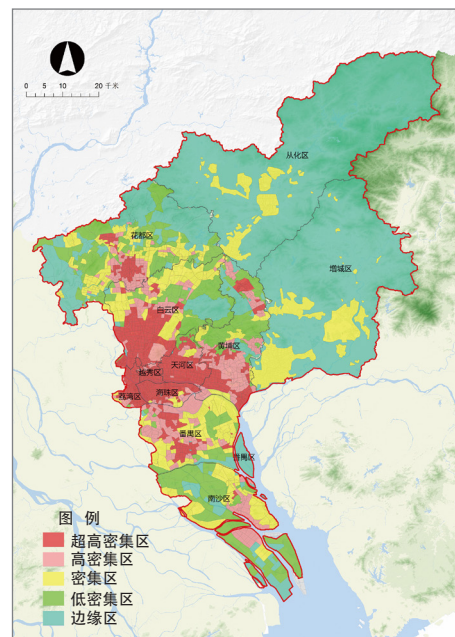 0 5 10 20 千米
从化区
花都区
增城区
白云区
黄埔区
天河区
越秀区
荔湾区
海珠区
番禺区
番禺区
南沙区
图 例
超高密集区
高密集区
密集区
低密集区
边缘区